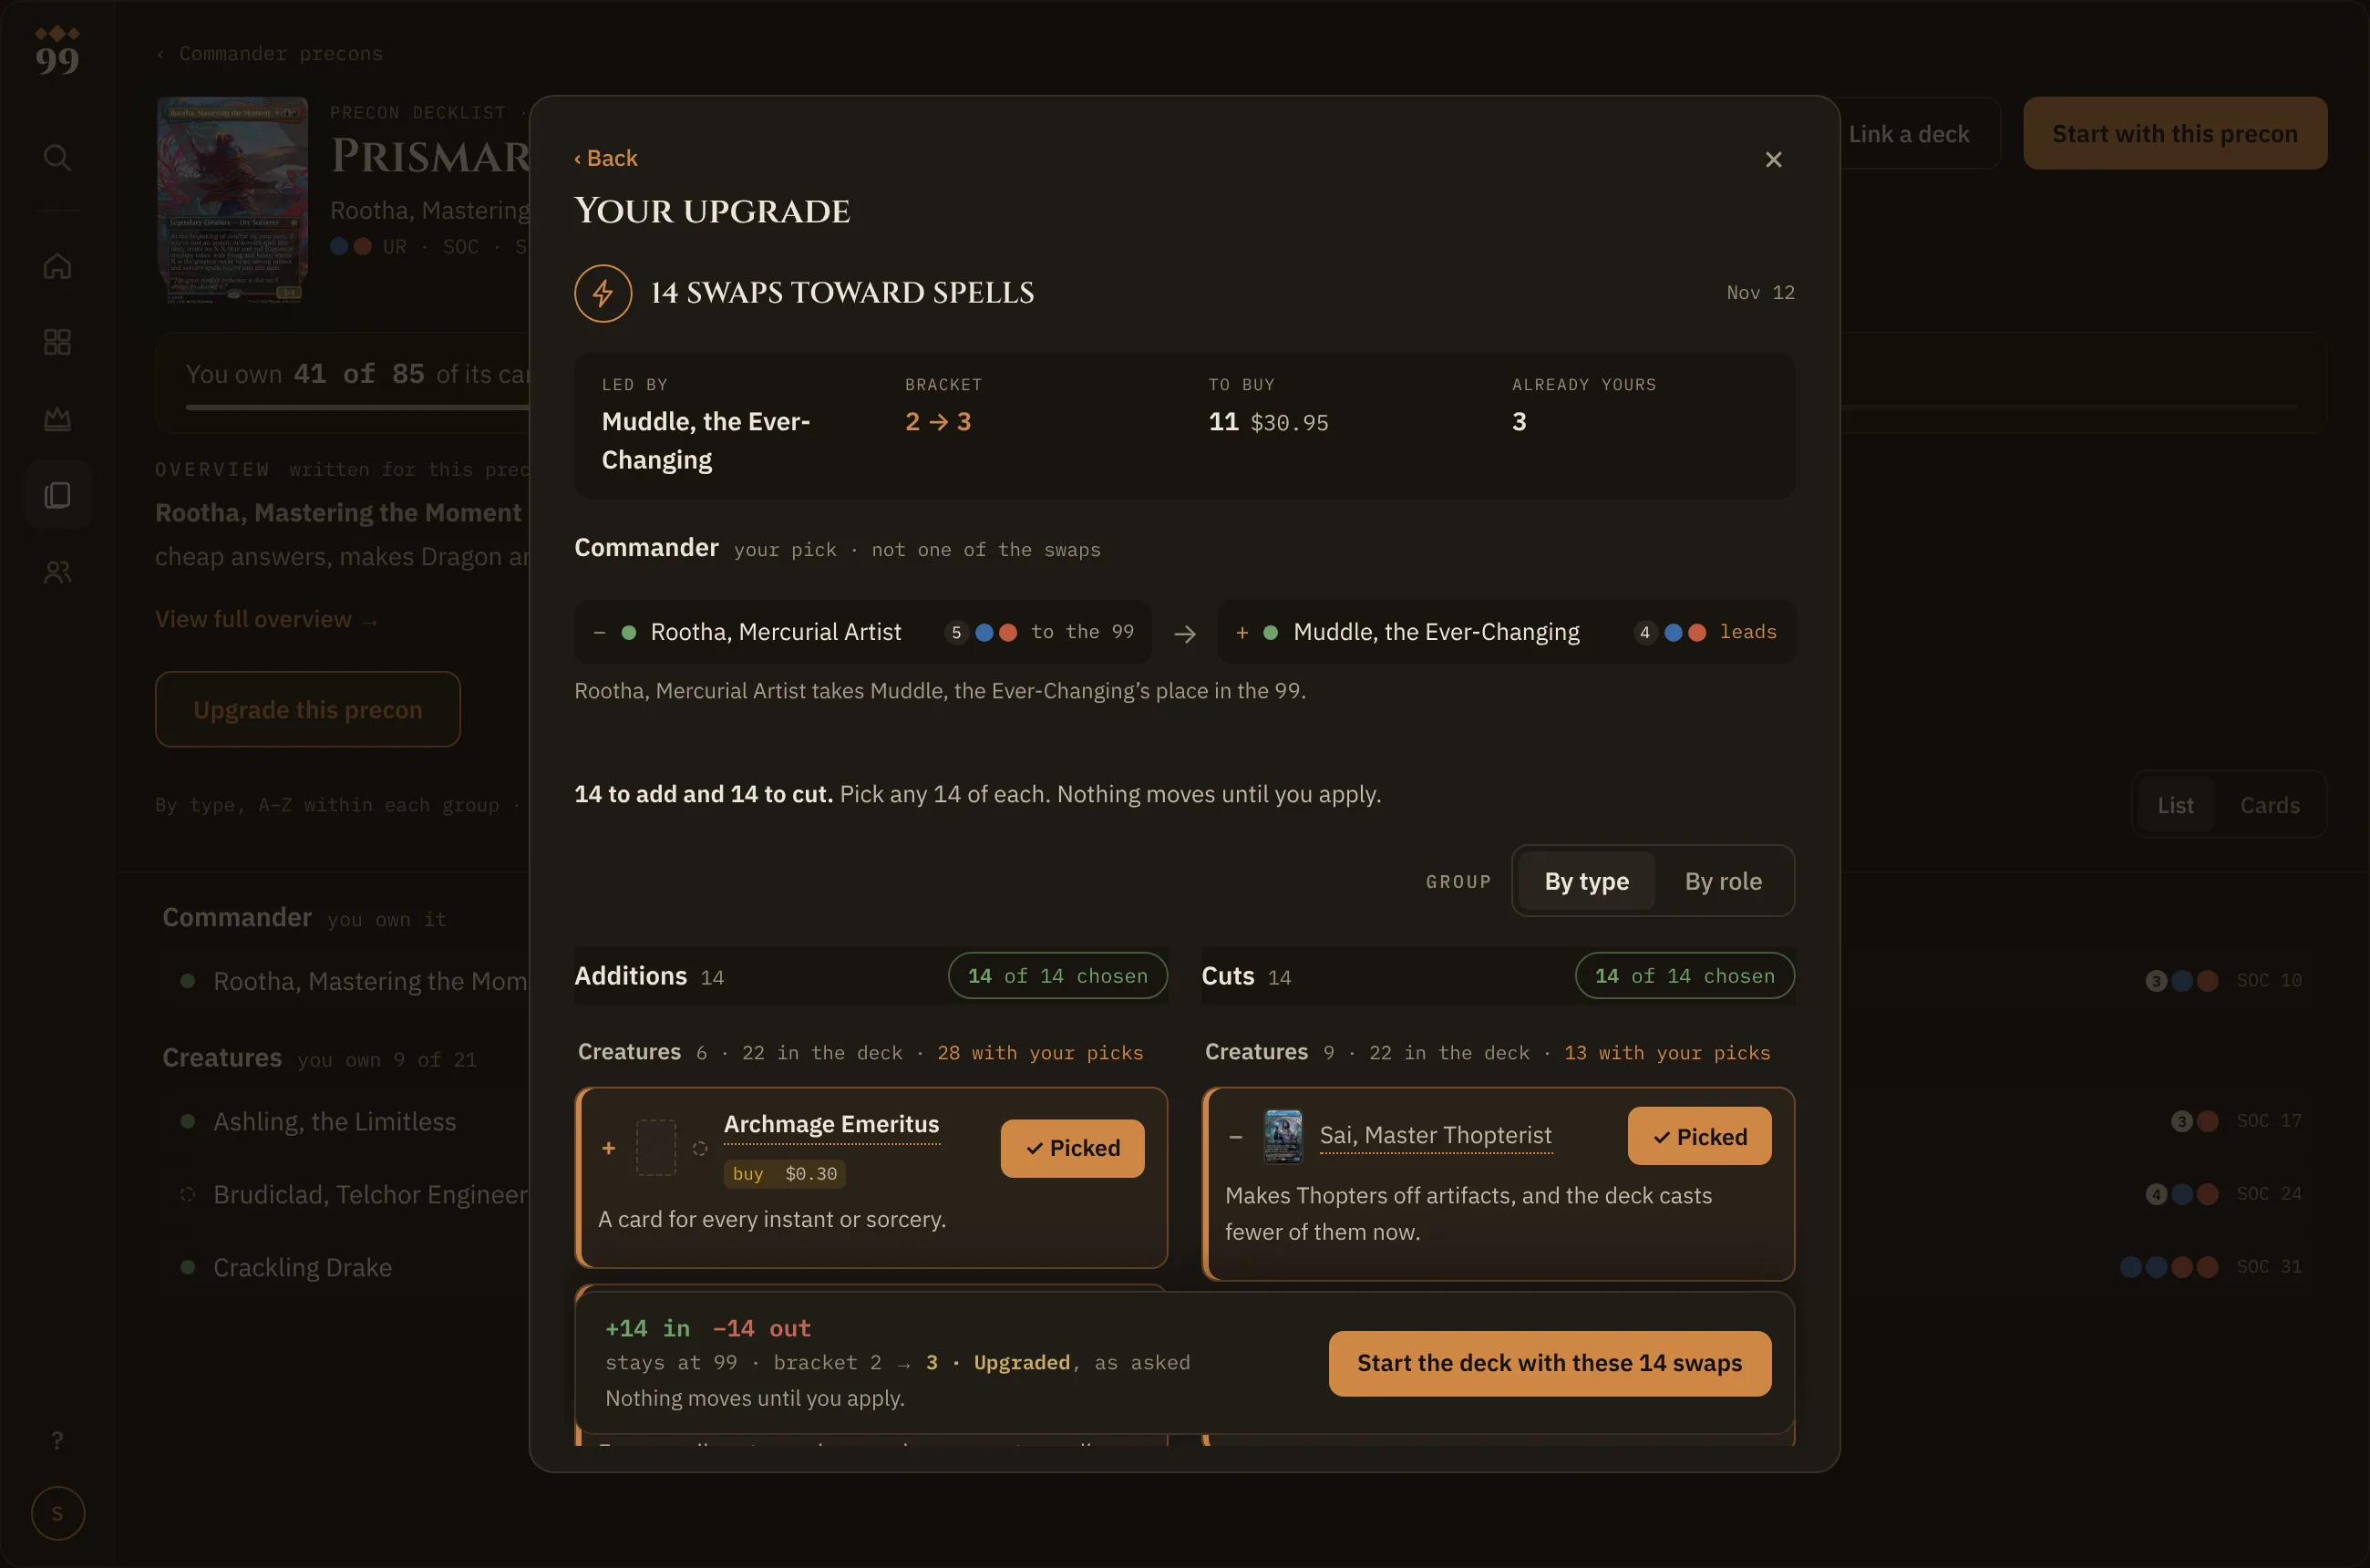 99
‹ Commander precons
PRECON DECKLIST ·
PRISMAR
Rootha, Mastering
UR · SOC · S
Link a deck
Start with this precon
You own 41 of 85 of its car
OVERVIEW written for this prec
Rootha, Mastering the Moment
cheap answers, makes Dragon ar
View full overview →
Upgrade this precon
By type, A–Z within each group ·
List Cards
Commander you own it
Rootha, Mastering the Mom
3 SOC 10
Creatures you own 9 of 21
Ashling, the Limitless
3 SOC 17
Brudiclad, Telchor Engineer
4 SOC 24
Crackling Drake
SOC 31
?
S
‹ Back
×
YOUR UPGRADE
14 SWAPS TOWARD SPELLS
Nov 12
LED BY
Muddle, the Ever-
Changing
BRACKET
2 → 3
TO BUY
11 $30.95
ALREADY YOURS
3
Commander your pick · not one of the swaps
− Rootha, Mercurial Artist 5 to the 99 → + Muddle, the Ever-Changing 4 leads
Rootha, Mercurial Artist takes Muddle, the Ever-Changing’s place in the 99.
14 to add and 14 to cut. Pick any 14 of each. Nothing moves until you apply.
GROUP By type By role
Additions 14 14 of 14 chosen
Creatures 6 · 22 in the deck · 28 with your picks
+ Archmage Emeritus
buy $0.30
✓ Picked
A card for every instant or sorcery.
Cuts 14 14 of 14 chosen
Creatures 9 · 22 in the deck · 13 with your picks
− Sai, Master Thopterist
✓ Picked
Makes Thopters off artifacts, and the deck casts
fewer of them now.
+14 in −14 out
stays at 99 · bracket 2 → 3 · Upgraded, as asked
Nothing moves until you apply.
Start the deck with these 14 swaps